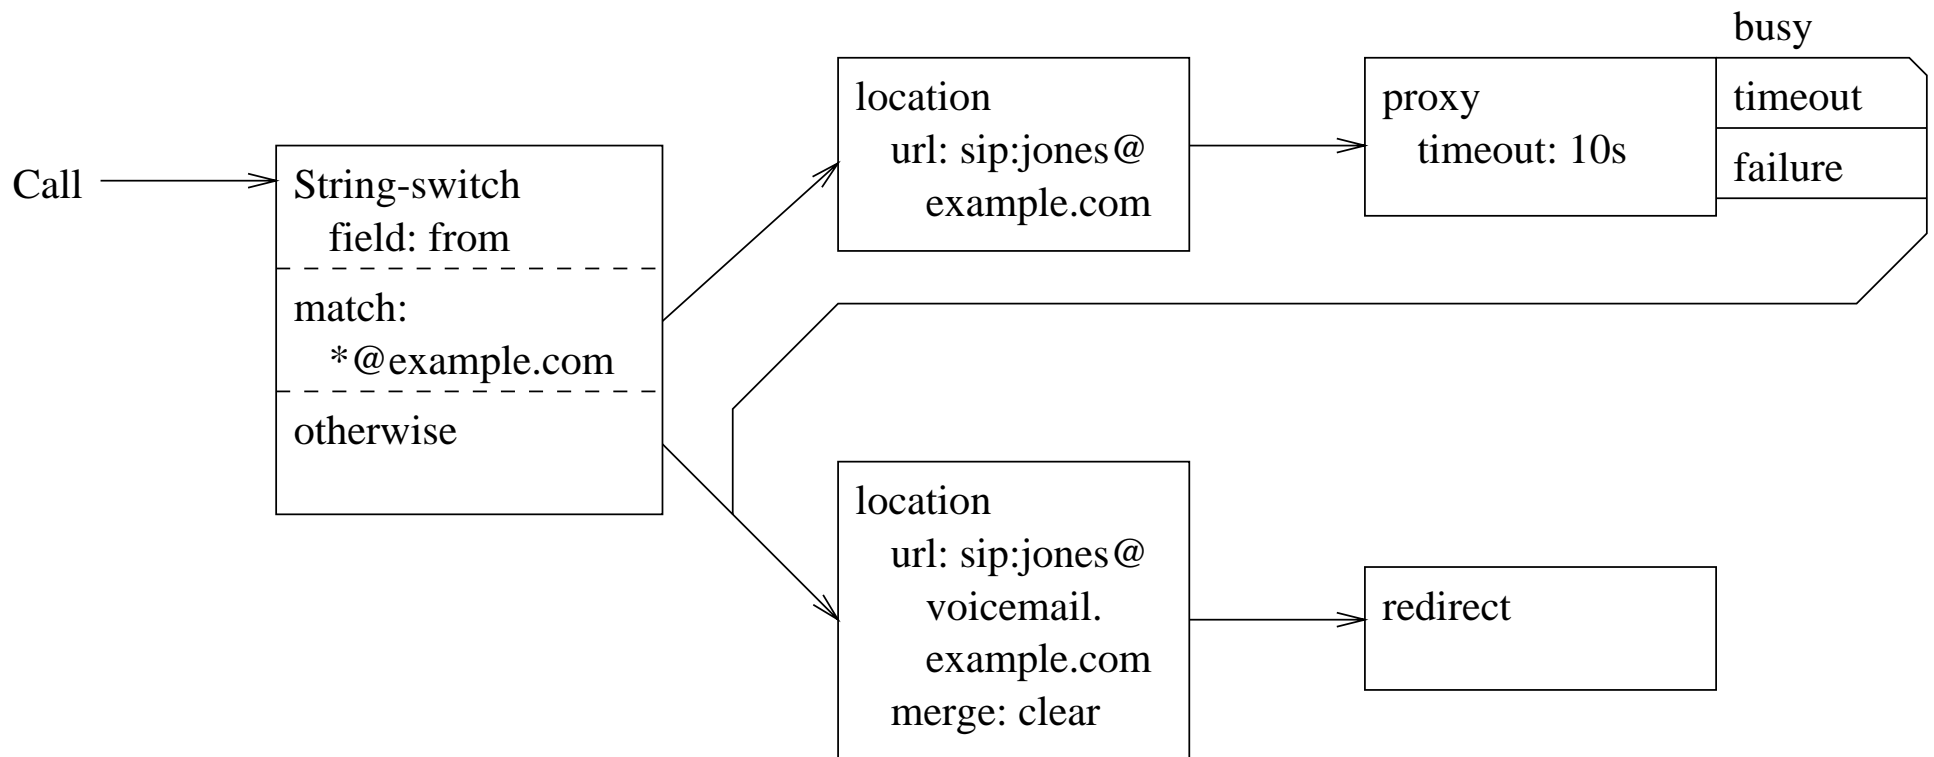 Call
String-switch
field: from
match:
*@example.com
otherwise
location
url: sip:jones@
example.com
proxy
timeout: 10s
busy
timeout
failure
location
url: sip:jones@
voicemail.
example.com
merge: clear
redirect